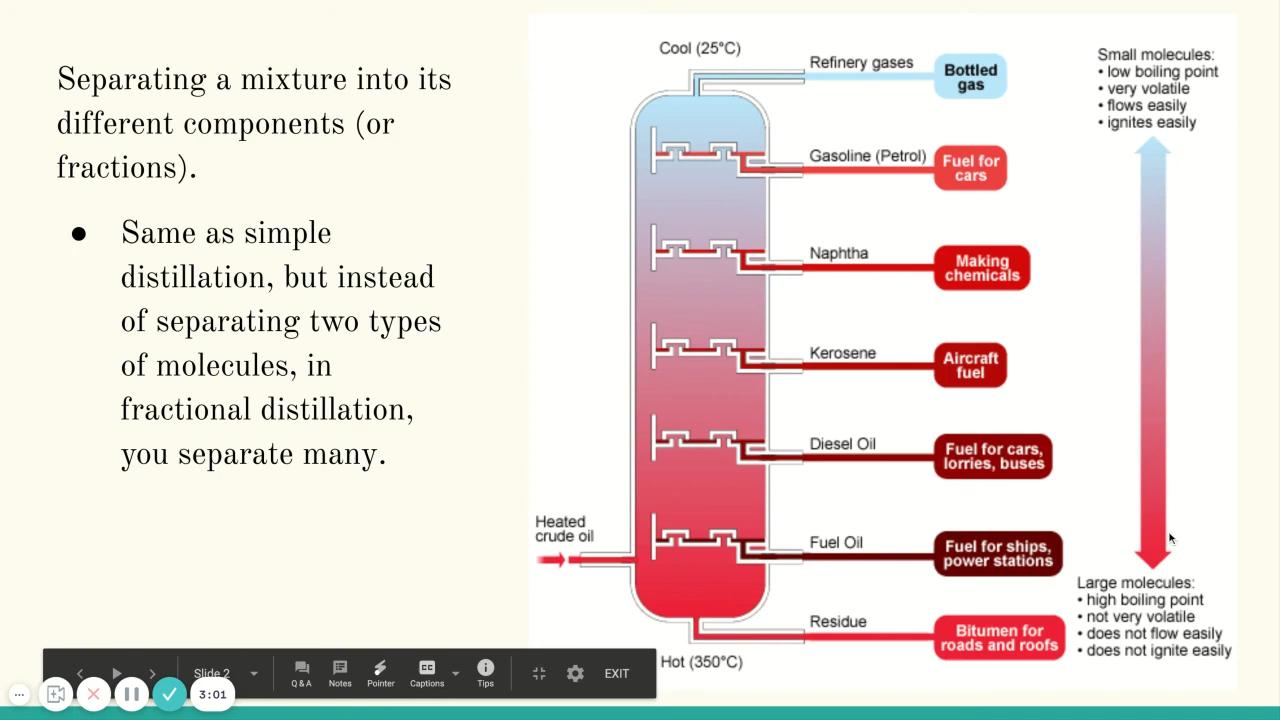 Separating a mixture into its
different components (or
fractions).
● Same as simple
distillation, but instead
of separating two types
of molecules, in
fractional distillation,
you separate many.
Cool (25°C)
Refinery gases
Bottled
gas
Gasoline (Petrol)
Fuel for
cars
Naphtha
Making
chemicals
Kerosene
Aircraft
fuel
Diesel Oil
Fuel for cars,
lorries, buses
Heated
crude oil
Fuel Oil
Fuel for ships,
power stations
Residue
Bitumen for
roads and roofs
Hot (350°C)
Small molecules:
• low boiling point
• very volatile
• flows easily
• ignites easily
Large molecules:
• high boiling point
• not very volatile
• does not flow easily
• does not ignite easily
Slide 2
Q & A
Notes
Pointer
CC
Captions
Tips
EXIT
3:01